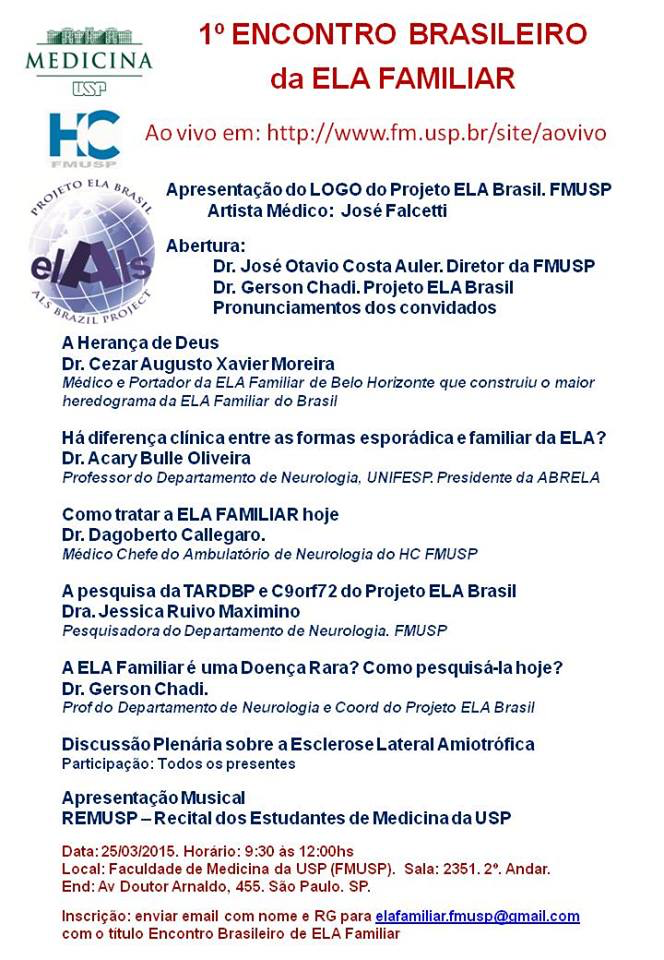 MEDICINA
USP
1º ENCONTRO BRASILEIRO
da ELA FAMILIAR
HC
FMUSP
Ao vivo em: http://www.fm.usp.br/site/aovivo
PROJETO ELA BRASIL
elAls
ALS BRAZIL PROJECT
Apresentação do LOGO do Projeto ELA Brasil. FMUSP
Artista Médico: José Falcetti
Abertura:
Dr. José Otavio Costa Auler. Diretor da FMUSP
Dr. Gerson Chadi. Projeto ELA Brasil
Pronunciamentos dos convidados
A Herança de Deus
Dr. Cezar Augusto Xavier Moreira
Médico e Portador da ELA Familiar de Belo Horizonte que construiu o maior
heredograma da ELA Familiar do Brasil
Há diferença clínica entre as formas esporádica e familiar da ELA?
Dr. Acary Bulle Oliveira
Professor do Departamento de Neurologia, UNIFESP. Presidente da ABRELA
Como tratar a ELA FAMILIAR hoje
Dr. Dagoberto Callegaro.
Médico Chefe do Ambulatório de Neurologia do HC FMUSP
A pesquisa da TARDBP e C9orf72 do Projeto ELA Brasil
Dra. Jessica Ruivo Maximino
Pesquisadora do Departamento de Neurologia. FMUSP
A ELA Familiar é uma Doença Rara? Como pesquisá-la hoje?
Dr. Gerson Chadi.
Prof do Departamento de Neurologia e Coord do Projeto ELA Brasil
Discussão Plenária sobre a Esclerose Lateral Amiotrófica
Participação: Todos os presentes
Apresentação Musical
REMUSP – Recital dos Estudantes de Medicina da USP
Data: 25/03/2015. Horário: 9:30 às 12:00hs
Local: Faculdade de Medicina da USP (FMUSP). Sala: 2351. 2°. Andar.
End: Av Doutor Arnaldo, 455. São Paulo. SP.
Inscrição: enviar email com nome e RG para elafamiliar.fmusp@gmail.com
com o título Encontro Brasileiro de ELA Familiar